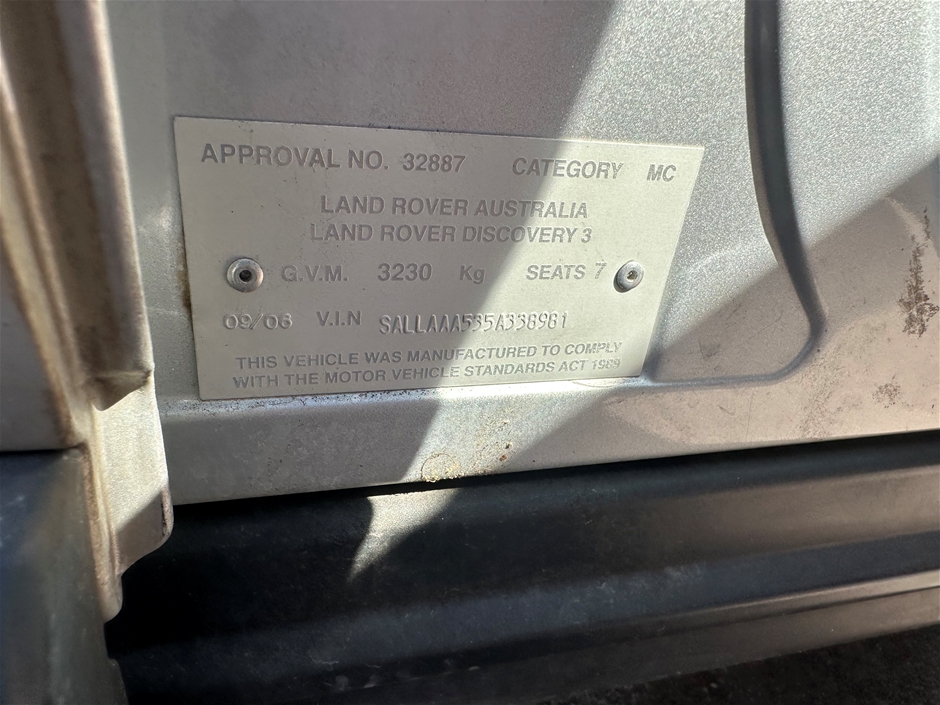 APPROVAL NO. 32887 CATEGORY MC
LAND ROVER AUSTRALIA
LAND ROVER DISCOVERY 3
G.V.M. 3230 Kg SEATS 7
09/06 V.I.N SALLAAA535A338981
THIS VEHICLE WAS MANUFACTURED TO COMPLY
WITH THE MOTOR VEHICLE STANDARDS ACT 1989